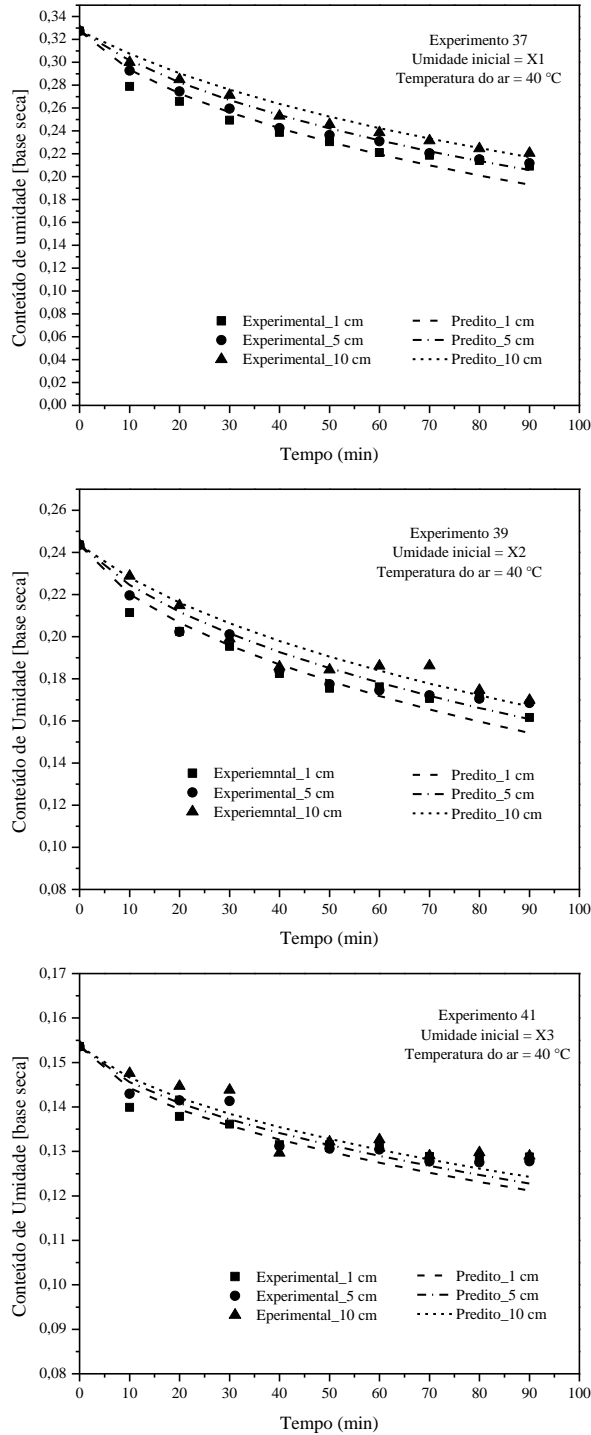 0,34
0,32
0,30
0,28
0,26
0,24
0,22
0,20
0,18
0,16
0,14
0,12
0,10
0,08
0,06
0,04
0,02
0,00
Conteúdo de umidade [base seca]
Experimento 37
Umidade inicial = X1
Temperatura do ar = 40 °C
Experimental_1 cm
Experimental_5 cm
Experimental_10 cm
Predito_1 cm
Predito_5 cm
Predito_10 cm
0 10 20 30 40 50 60 70 80 90 100
Tempo (min)
0,26
0,24
0,22
0,20
0,18
0,16
0,14
0,12
0,10
0,08
Conteúdo de Umidade [base seca]
Experimento 39
Umidade inicial = X2
Temperatura do ar = 40 °C
Experiemntal_1 cm
Experimental_5 cm
Experiemntal_10 cm
Predito_1 cm
Predito_5 cm
Predito_10 cm
0 10 20 30 40 50 60 70 80 90 100
Tempo (min)
0,17
0,16
0,15
0,14
0,13
0,12
0,11
0,10
0,09
0,08
Conteúdo de Umidade [base seca]
Experimento 41
Umidade inicial = X3
Temperatura do ar = 40 °C
Experimental_1 cm
Experimental_5 cm
Eperimental_10 cm
Predito_1 cm
Predito_5 cm
Predito_10 cm
0 10 20 30 40 50 60 70 80 90 100
Tempo (min)